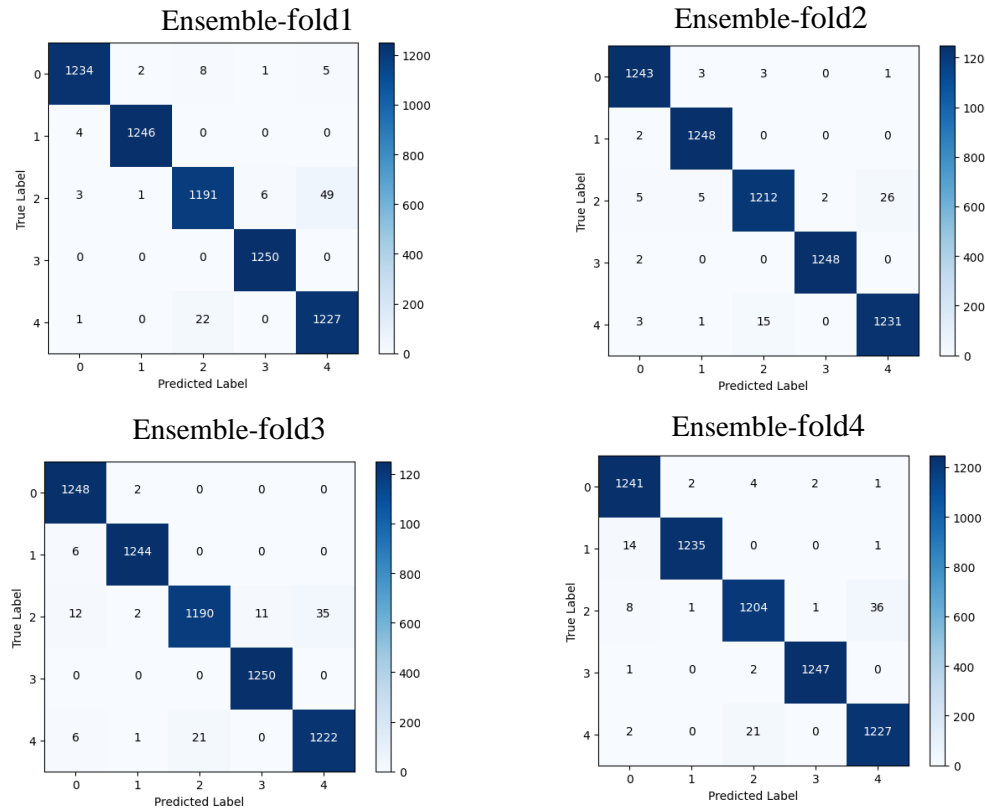 Ensemble-fold1
0 1234 2 8 1 5
1 4 1246 0 0 0
2 3 1 1191 6 49
3 0 0 0 1250 0
4 1 0 22 0 1227
0 1 2 3 4
True Label
Predicted Label
1200
1000
800
600
400
200
0
Ensemble-fold2
0 1243 3 3 0 1
1 2 1248 0 0 0
2 5 5 1212 2 26
3 2 0 0 1248 0
4 3 1 15 0 1231
0 1 2 3 4
True Label
Predicted Label
120
1000
800
600
400
200
0
Ensemble-fold3
0 1248 2 0 0 0
1 6 1244 0 0 0
2 12 2 1190 11 35
3 0 0 0 1250 0
4 6 1 21 0 1222
0 1 2 3 4
True Label
Predicted Label
120
1000
800
600
400
200
0
Ensemble-fold4
0 1241 2 4 2 1
1 14 1235 0 0 1
2 8 1 1204 1 36
3 1 0 2 1247 0
4 2 0 21 0 1227
0 1 2 3 4
True Label
Predicted Label
1200
1000
800
600
400
200
0